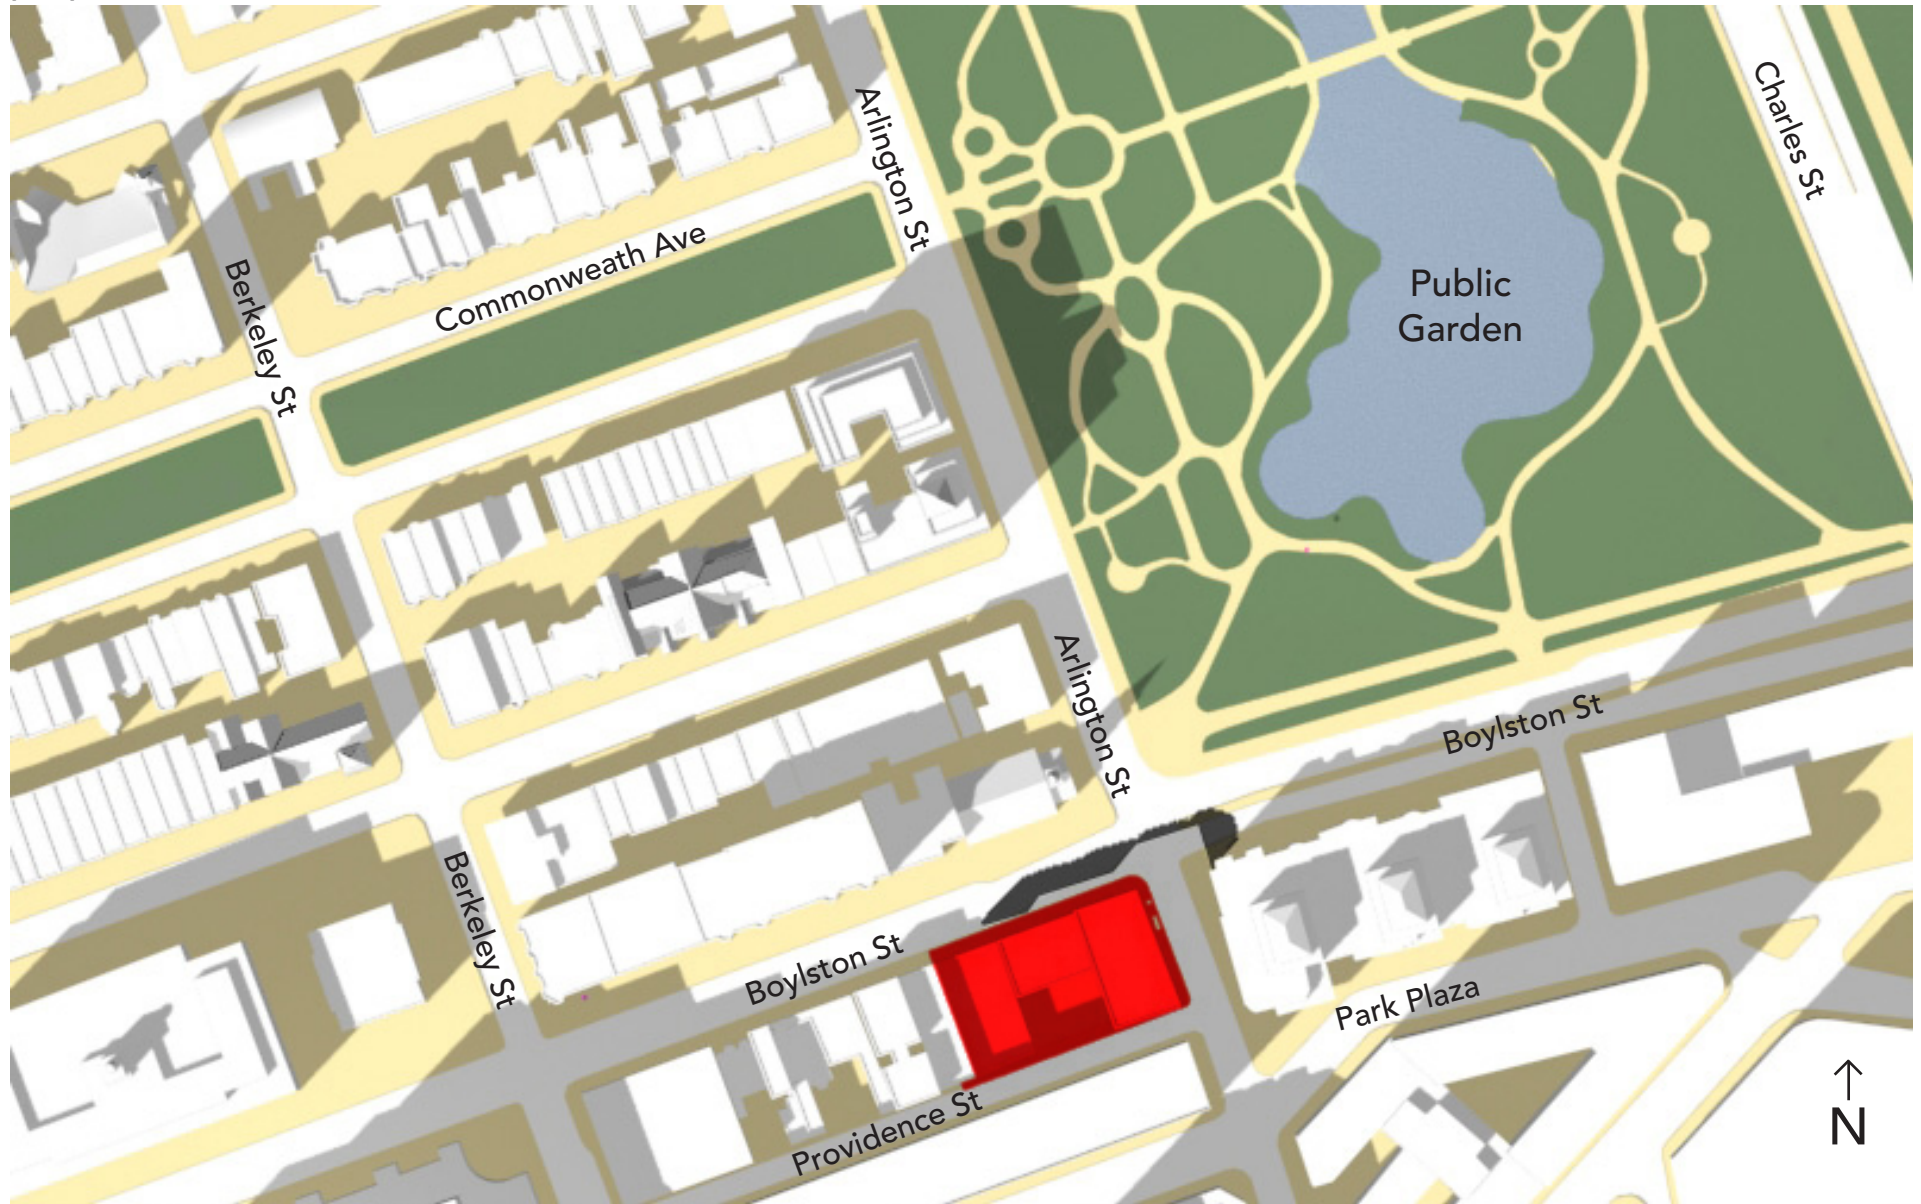 Arlington St
Charles St
Commonweath Ave
Berkeley St
Public
Garden
Arlington St
Boylston St
Berkeley St
Boylston St
Park Plaza
Providence St
N